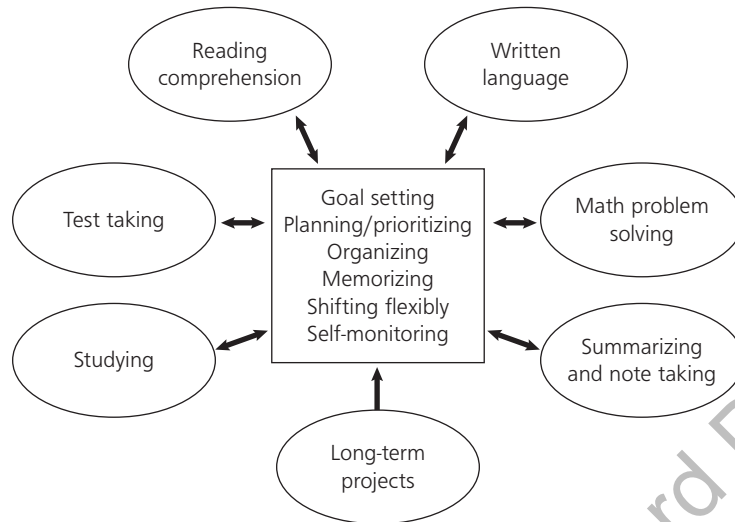 Reading
comprehension
Written
language
Test taking
Goal setting
Planning/prioritizing
Organizing
Memorizing
Shifting flexibly
Self-monitoring
Math problem
solving
Studying
Summarizing
and note taking
Long-term
projects